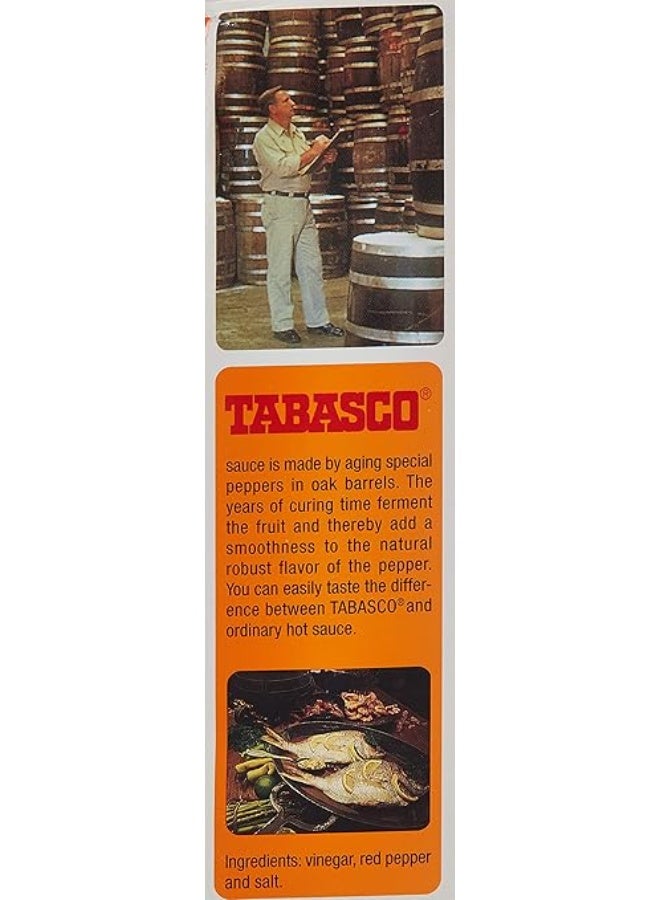 TABASCO®
sauce is made by aging special
peppers in oak barrels. The
years of curing time ferment
the fruit and thereby add a
smoothness to the natural
robust flavor of the pepper.
You can easily taste the differ-
ence between TABASCO® and
ordinary hot sauce.
Ingredients: vinegar, red pepper
and salt.